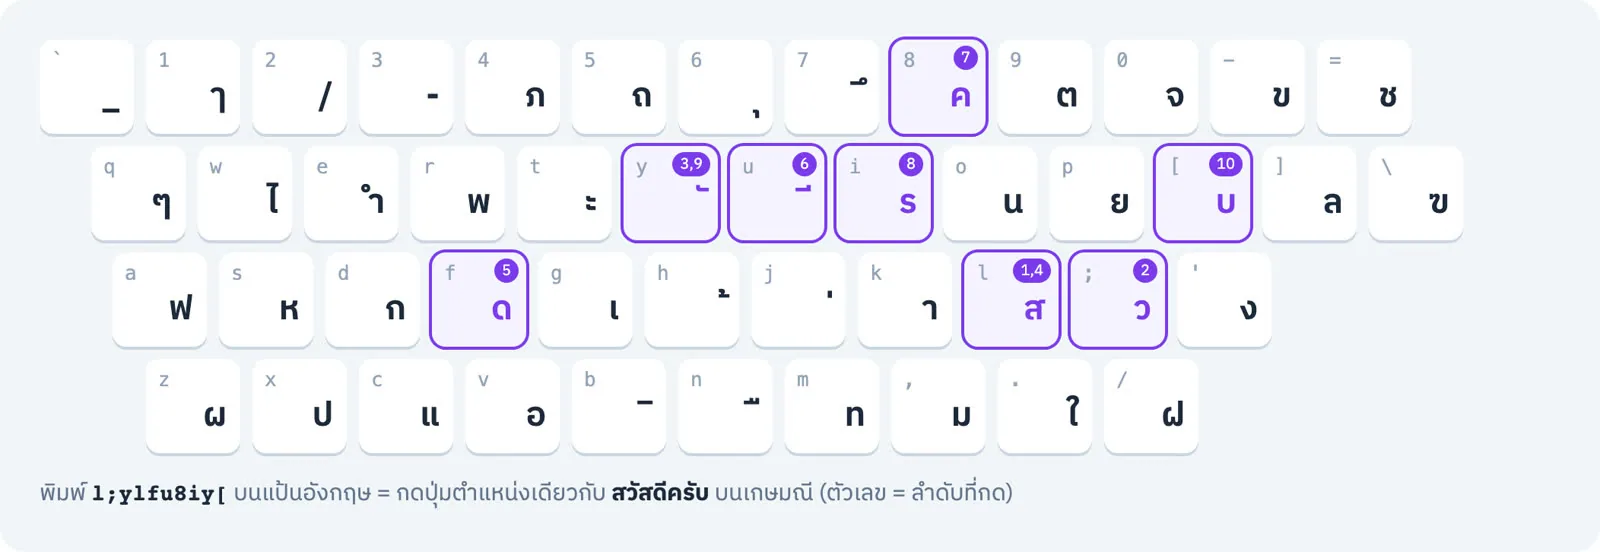 ` _ 1 ๅ 2 / 3 - 4 ภ 5 ถ 6 ุ 7 ึ 8 7 ค 9 ต 0 จ - ข = ช
q ๆ w ไ e ำ r พ t ะ y 3,9 ั u 6 ี i 8 ร o น p ย [ 10 บ ] ล \ ฃ
a ฟ s ห d ก f 5 ด g เ h ้ j ่ k า l 1,4 ส ; 2 ว ' ง
z ผ x ป c แ v อ b ิ n ื m ท , ม . ใ / ฝ
พิมพ์ l;ylfu8iy[ บนแป้นอังกฤษ = กดปุ่มตำแหน่งเดียวกับ สวัสดีครับ บนเกษมณี (ตัวเลข = ลำดับที่กด)